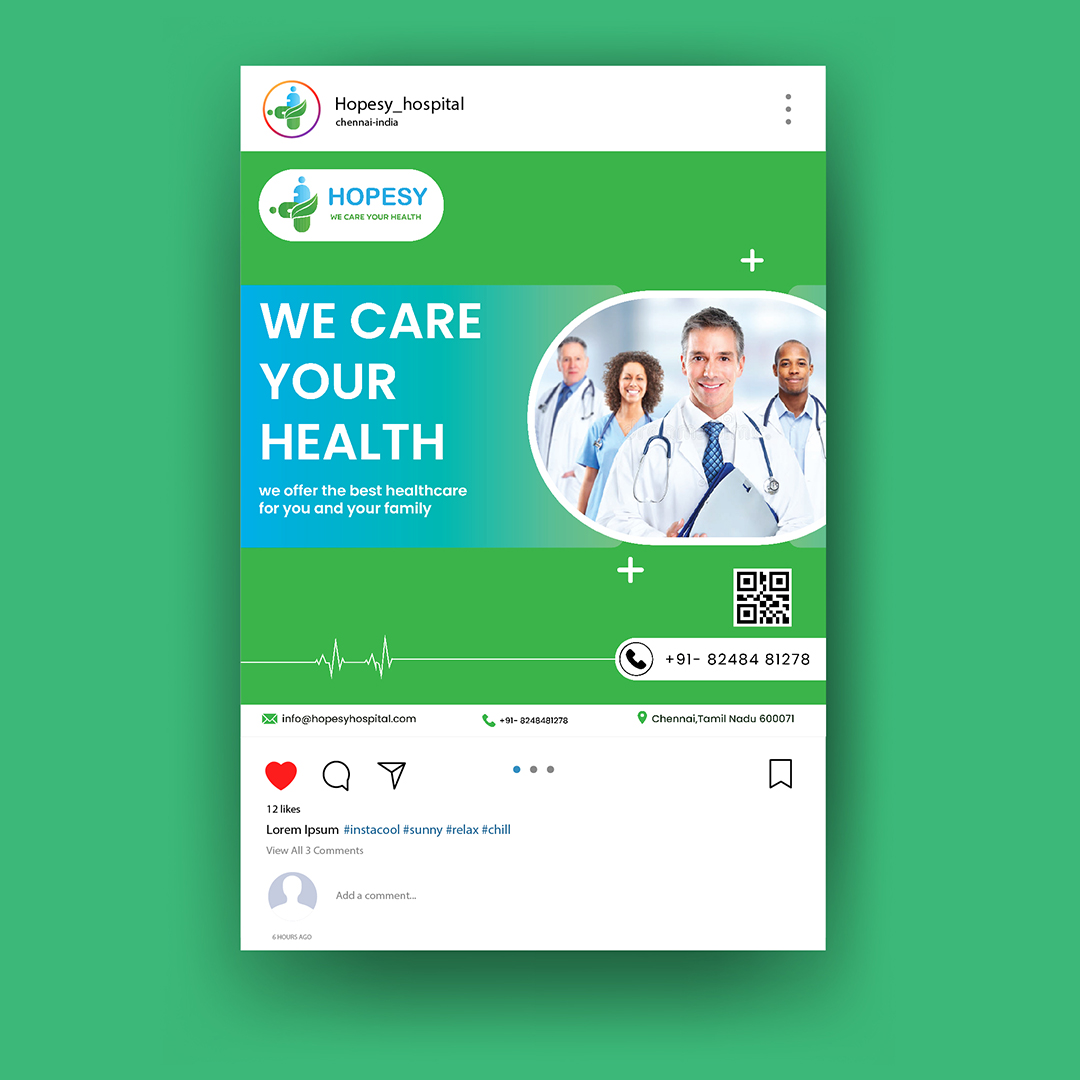 Hopesy_hospital
chennai-india
HOPESY
WE CARE YOUR HEALTH
WE CARE
YOUR
HEALTH
we offer the best healthcare
for you and your family
+91- 82484 81278
info@hopesyhospital.com
+91- 8248481278
Chennai,Tamil Nadu 600071
12 likes
Lorem Ipsum #instacool #sunny #relax #chill
View All 3 Comments
Add a comment...
6 HOURS AGO